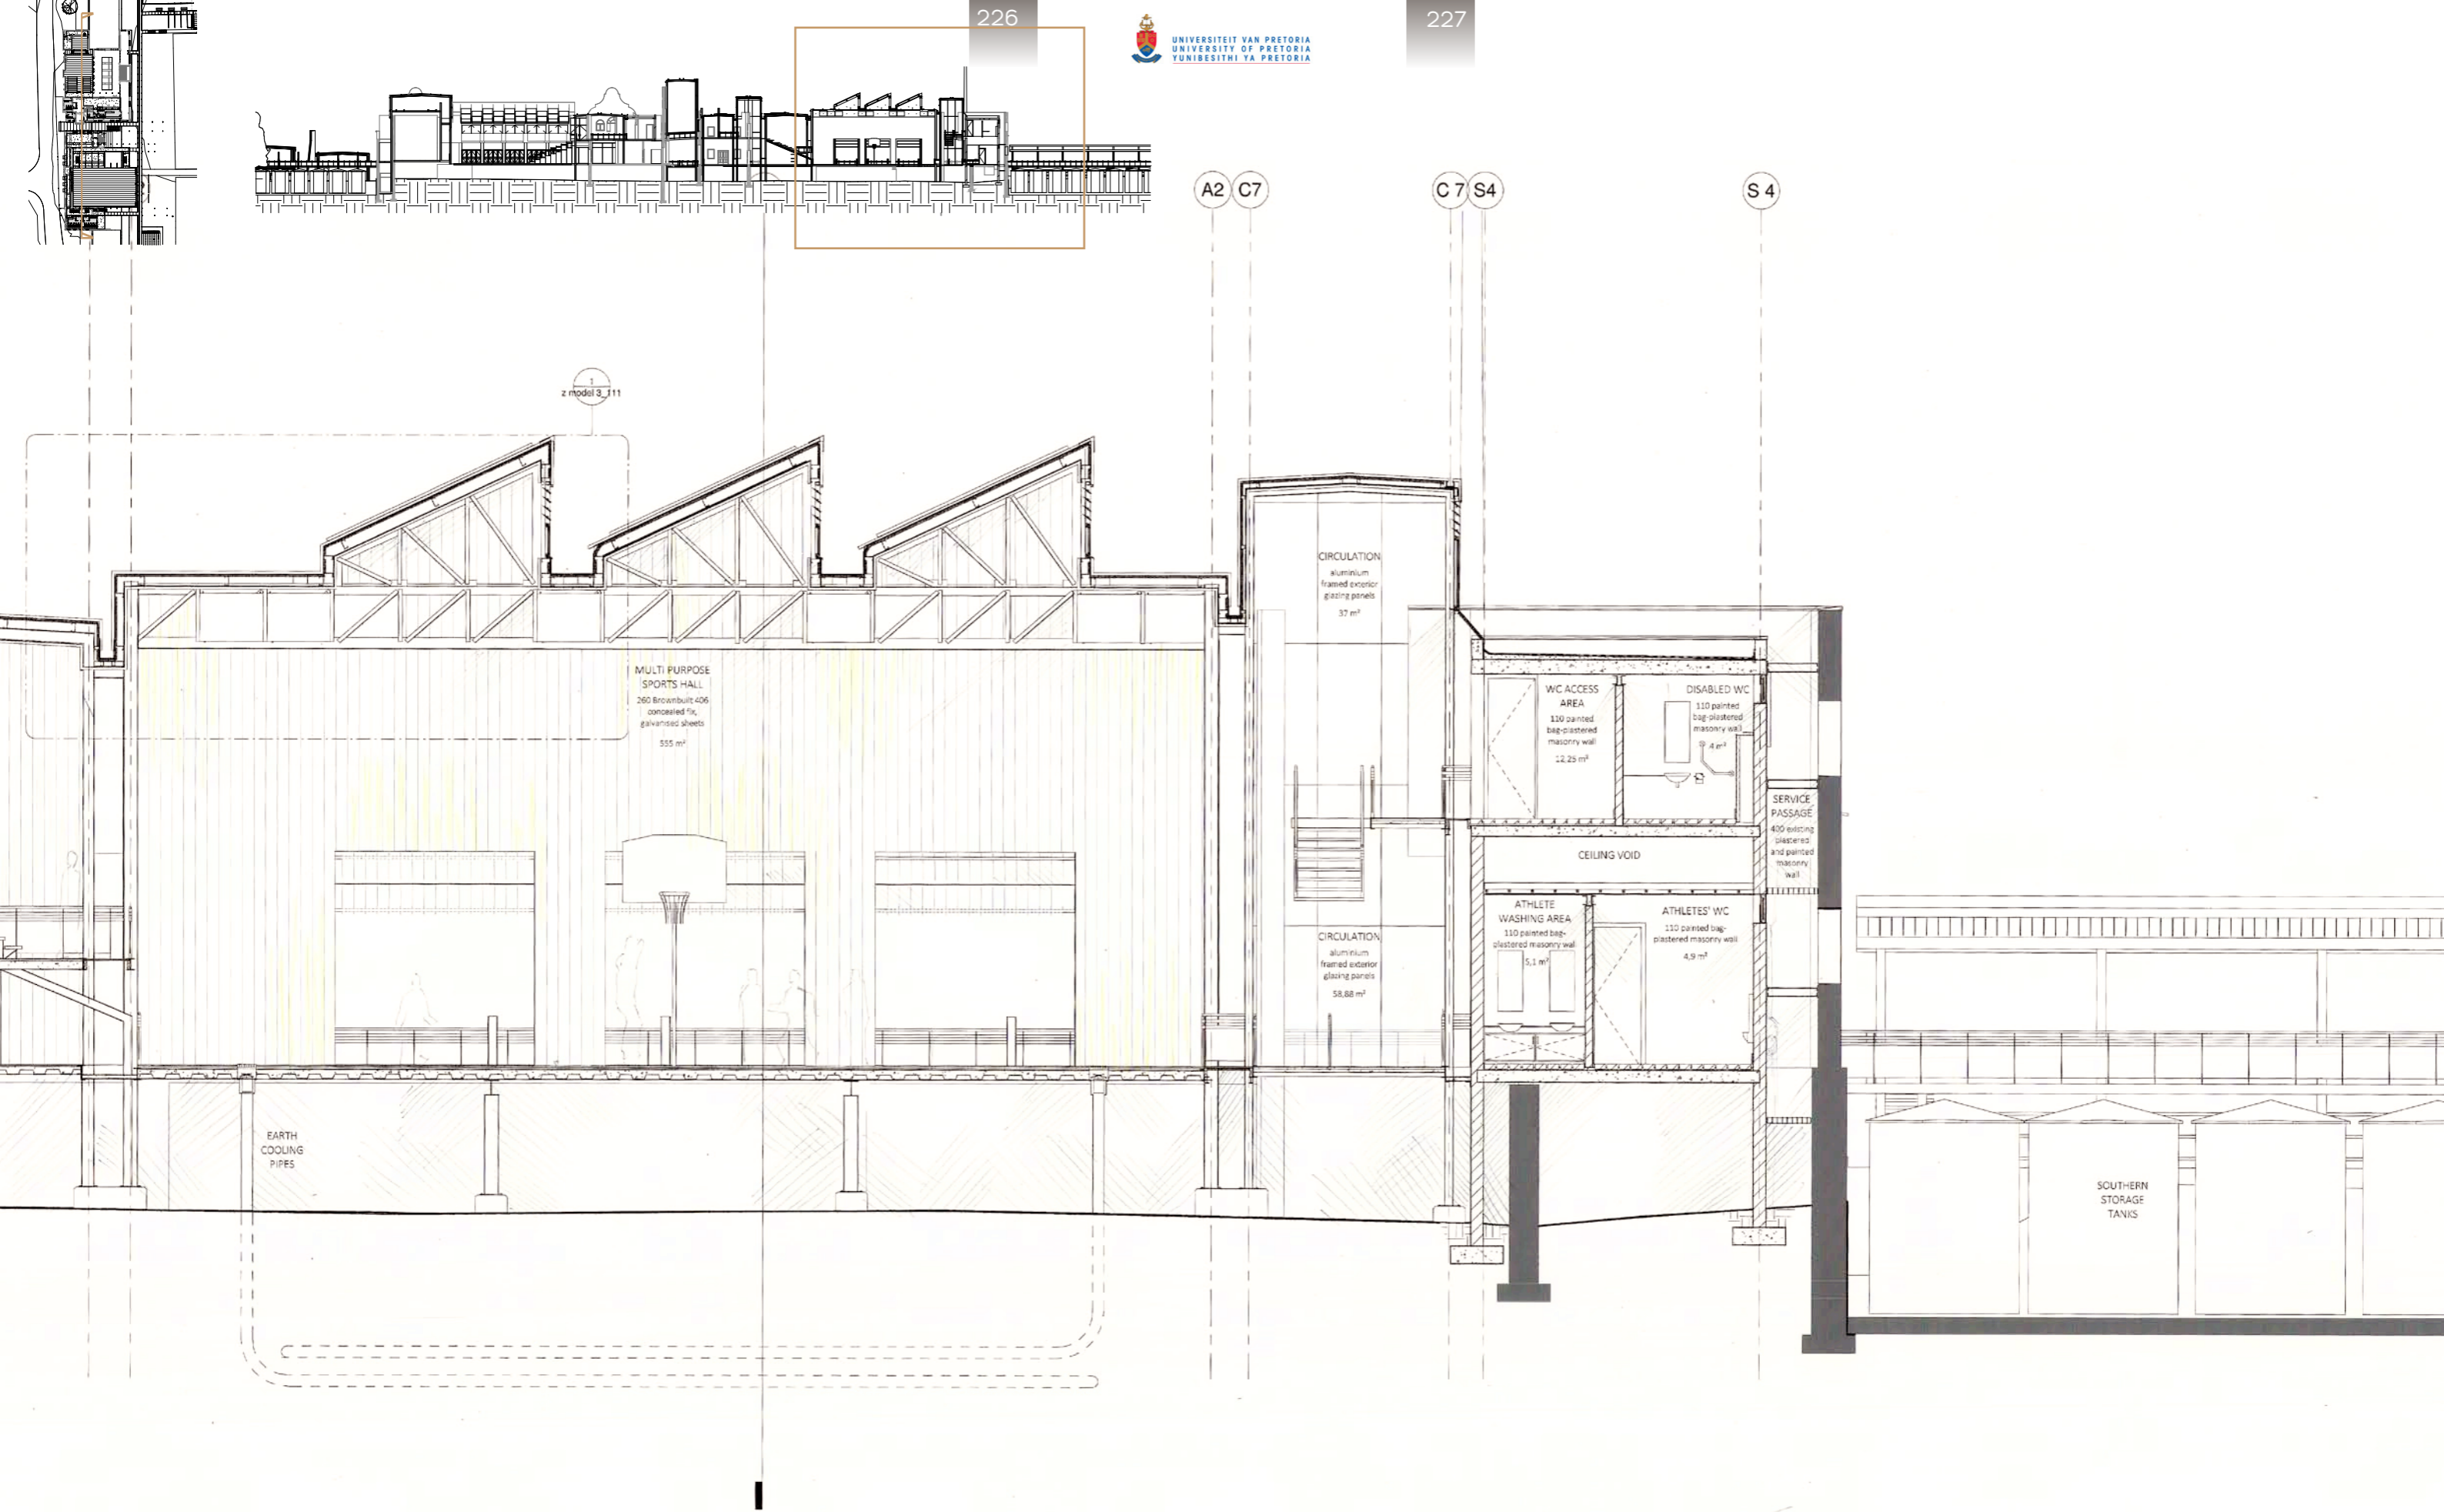 226
UNIVERSITEIT VAN PRETORIA
UNIVERSITY OF PRETORIA
YUNIBESITHI YA PRETORIA
227
A2
C7
C 7
S4
S 4
1
z model 3_111
MULTI PURPOSE
SPORTS HALL
260 Brownbuilt 406
concealed fix,
galvanised sheets
555 m²
CIRCULATION
aluminium
framed exterior
glazing panels
37 m²
WC ACCESS
AREA
110 painted
bag-plastered
masonry wall
12,25 m²
DISABLED WC
110 painted
bag-plastered
masonry wall
4 m²
SERVICE
PASSAGE
400 existing
plastered
and painted
masonry
wall
CEILING VOID
ATHLETE
WASHING AREA
110 painted bag-
plastered masonry wall
5,1 m²
ATHLETES' WC
110 painted bag-
plastered masonry wall
4,9 m²
CIRCULATION
aluminium
framed exterior
glazing panels
58,88 m²
EARTH
COOLING
PIPES
SOUTHERN
STORAGE
TANKS